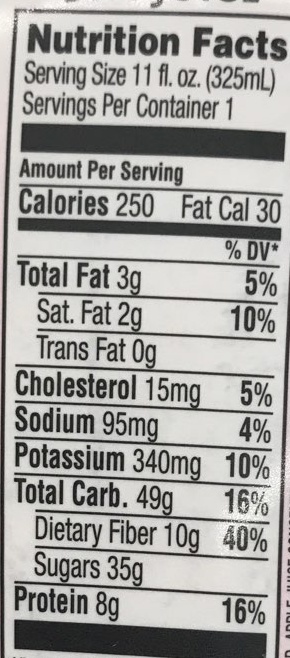 Nutrition Facts
Serving Size 11 fl. oz. (325mL)
Servings Per Container 1
Amount Per Serving
Calories 250 Fat Cal 30
% DV*
Total Fat 3g 5%
Sat. Fat 2g 10%
Trans Fat 0g
Cholesterol 15mg 5%
Sodium 95mg 4%
Potassium 340mg 10%
Total Carb. 49g 16%
Dietary Fiber 10g 40%
Sugars 35g
Protein 8g 16%
APPLE JUICE